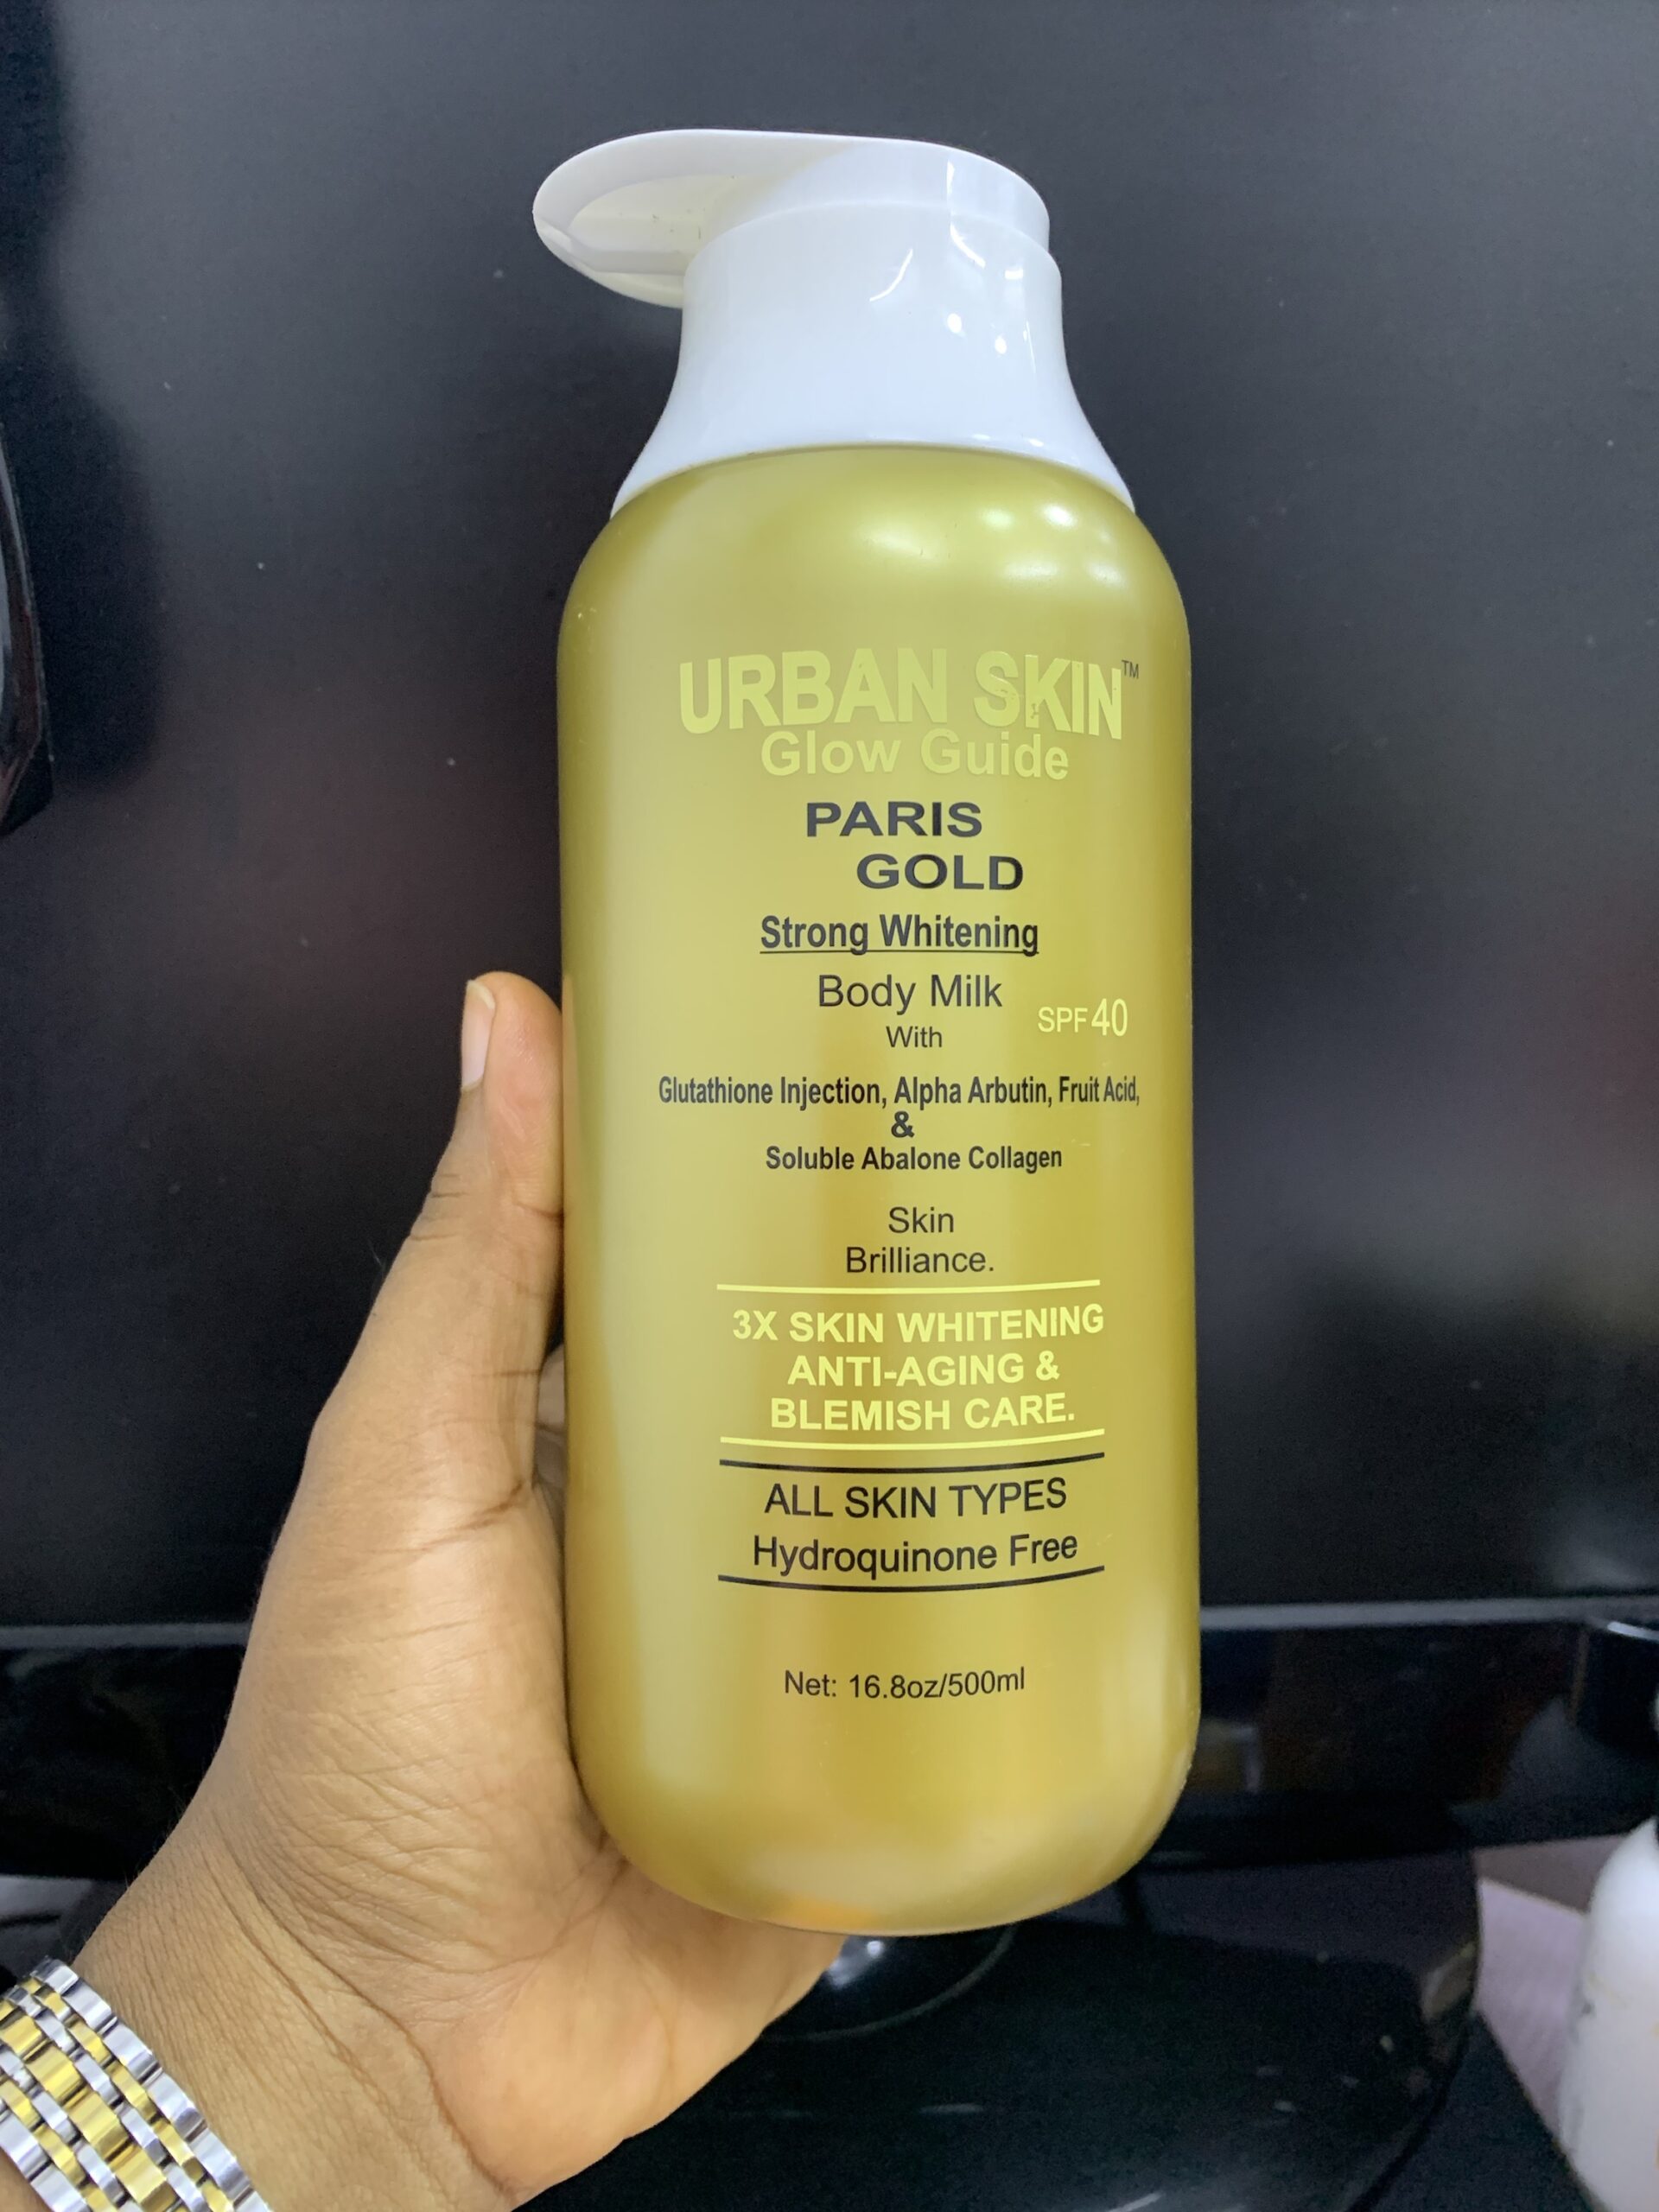 URBAN SKIN™
Glow Guide
PARIS
GOLD
Strong Whitening
Body Milk
SPF 40
With
Glutathione Injection, Alpha Arbutin, Fruit Acid,
&
Soluble Abalone Collagen
Skin
Brilliance.
3X SKIN WHITENING
ANTI-AGING &
BLEMISH CARE.
ALL SKIN TYPES
Hydroquinone Free
Net: 16.8oz/500ml